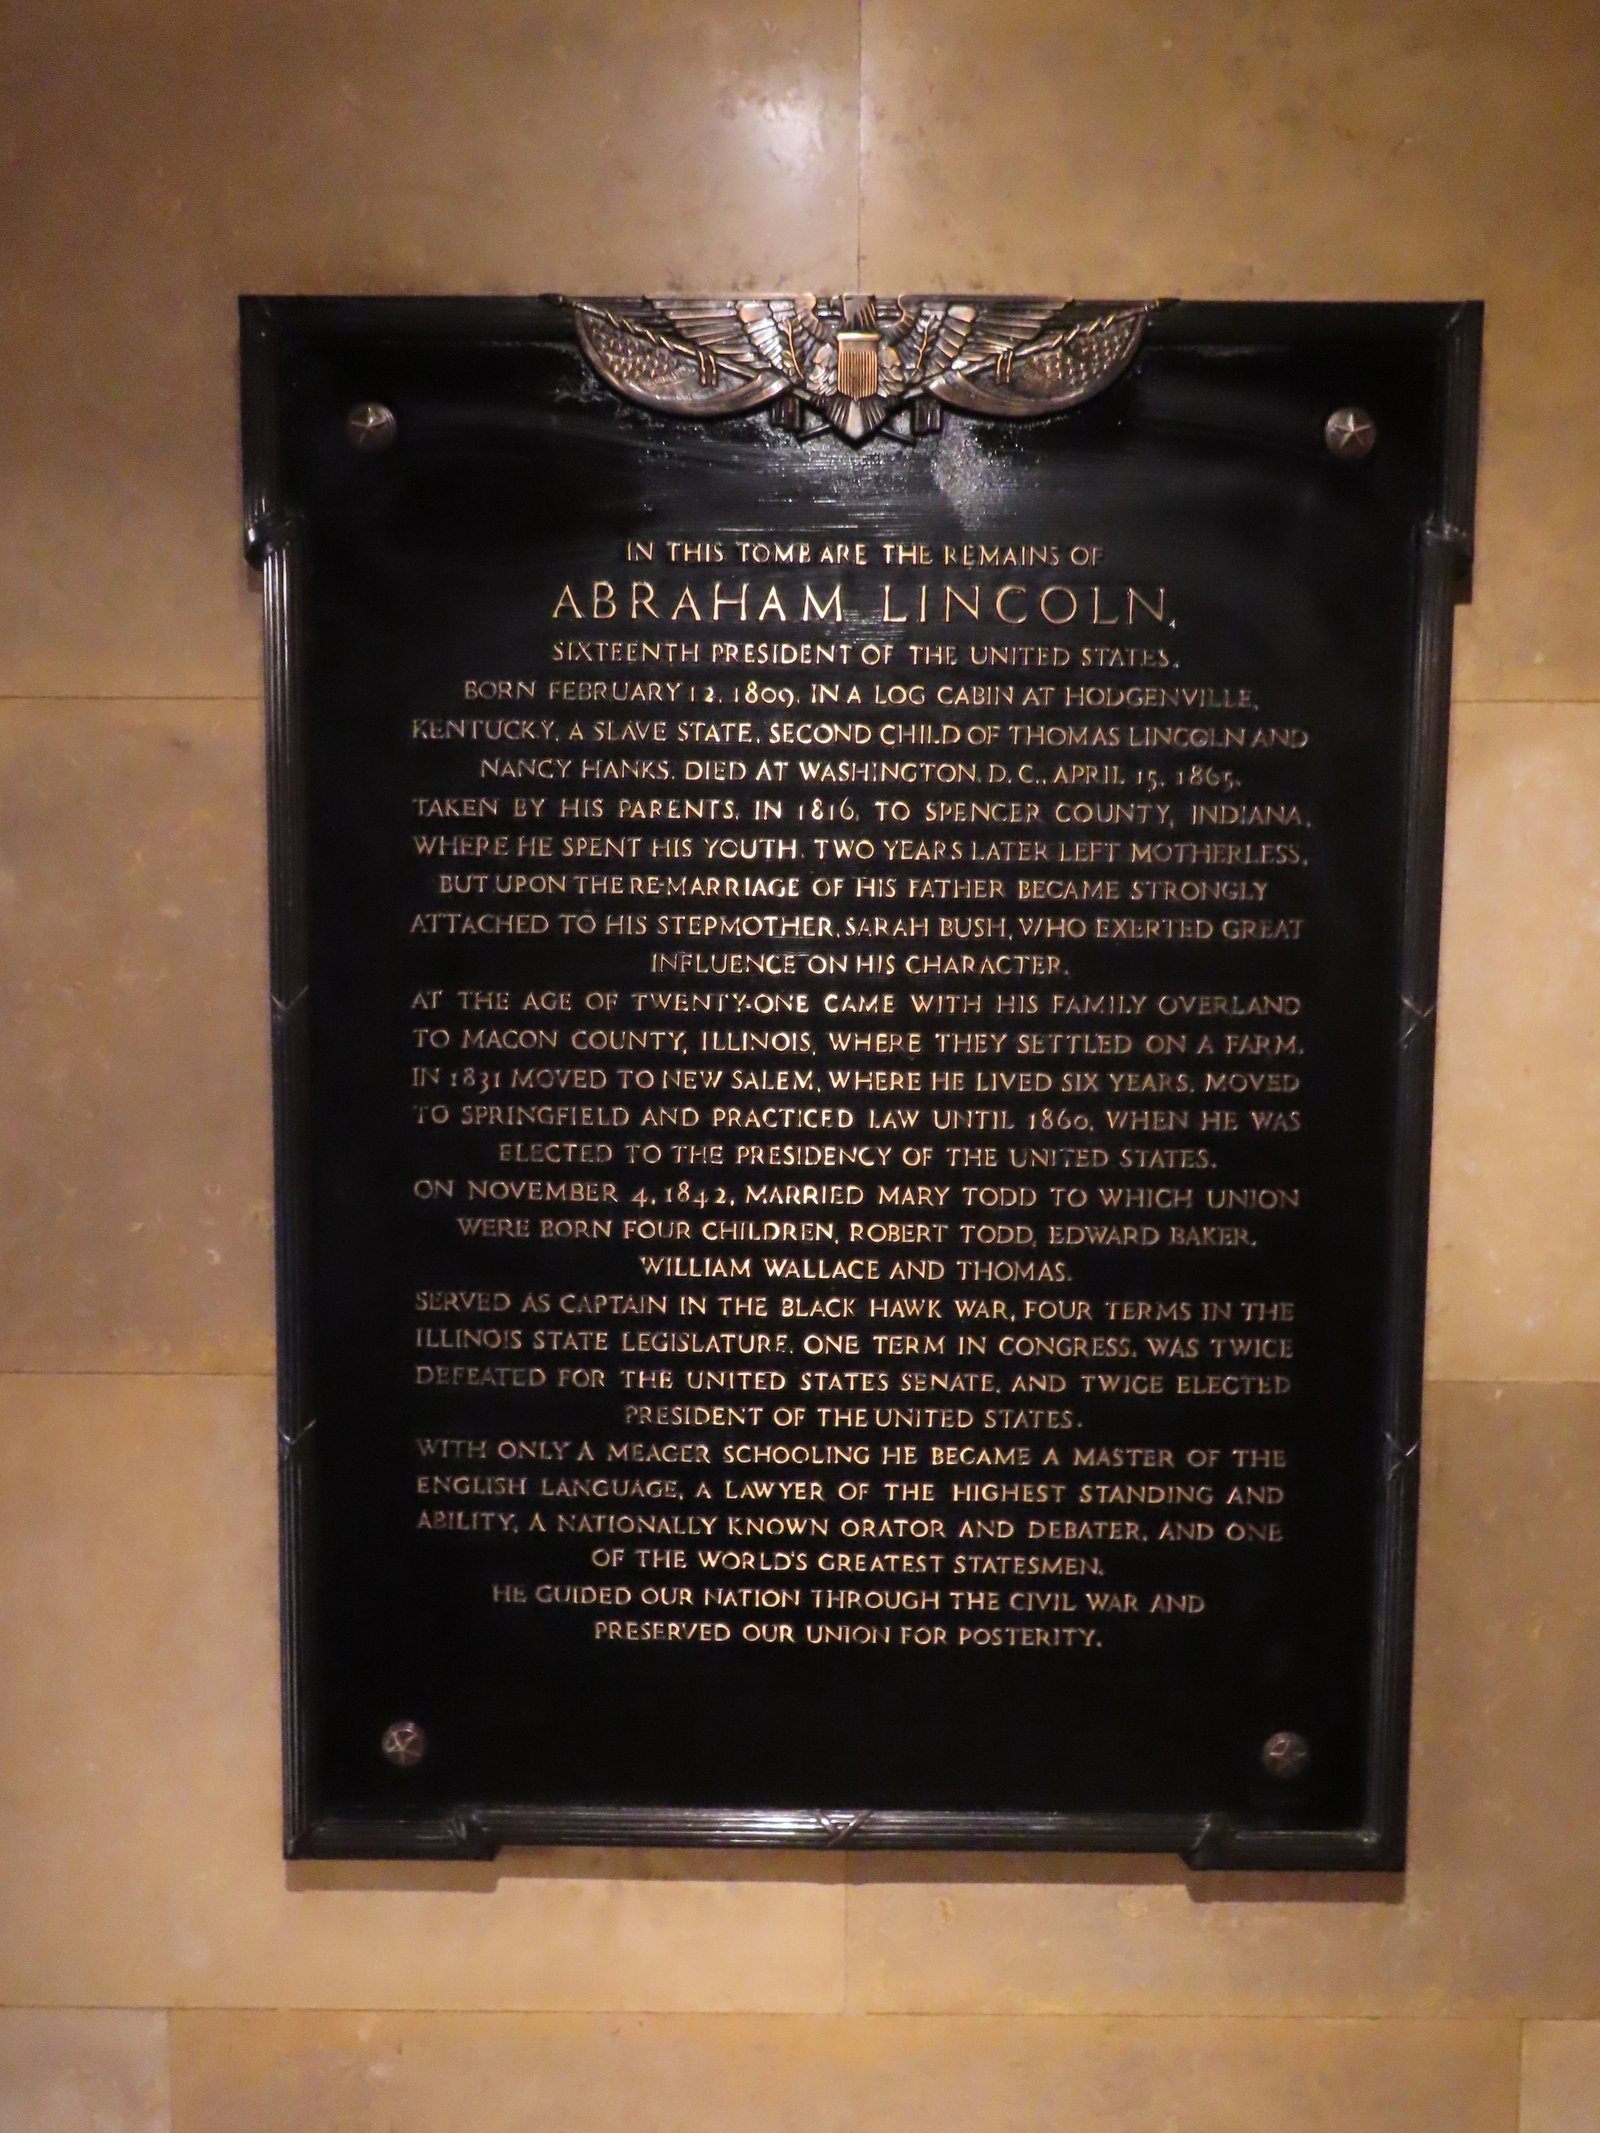 IN THIS TOMB ARE THE REMAINS OF
ABRAHAM LINCOLN,
SIXTEENTH PRESIDENT OF THE UNITED STATES.
BORN FEBRUARY 12, 1809, IN A LOG CABIN AT HODGENVILLE,
KENTUCKY, A SLAVE STATE, SECOND CHILD OF THOMAS LINCOLN AND
NANCY HANKS. DIED AT WASHINGTON, D.C., APRIL 15, 1865.
TAKEN BY HIS PARENTS, IN 1816, TO SPENCER COUNTY, INDIANA,
WHERE HE SPENT HIS YOUTH. TWO YEARS LATER LEFT MOTHERLESS,
BUT UPON THE RE-MARRIAGE OF HIS FATHER BECAME STRONGLY
ATTACHED TO HIS STEPMOTHER, SARAH BUSH, WHO EXERTED GREAT
INFLUENCE ON HIS CHARACTER.
AT THE AGE OF TWENTY-ONE CAME WITH HIS FAMILY OVERLAND
TO MACON COUNTY, ILLINOIS, WHERE THEY SETTLED ON A FARM.
IN 1831 MOVED TO NEW SALEM, WHERE HE LIVED SIX YEARS. MOVED
TO SPRINGFIELD AND PRACTICED LAW UNTIL 1860, WHEN HE WAS
ELECTED TO THE PRESIDENCY OF THE UNITED STATES.
ON NOVEMBER 4, 1842, MARRIED MARY TODD TO WHICH UNION
WERE BORN FOUR CHILDREN, ROBERT TODD, EDWARD BAKER,
WILLIAM WALLACE AND THOMAS.
SERVED AS CAPTAIN IN THE BLACK HAWK WAR, FOUR TERMS IN THE
ILLINOIS STATE LEGISLATURE, ONE TERM IN CONGRESS, WAS TWICE
DEFEATED FOR THE UNITED STATES SENATE, AND TWICE ELECTED
PRESIDENT OF THE UNITED STATES.
WITH ONLY A MEAGER SCHOOLING HE BECAME A MASTER OF THE
ENGLISH LANGUAGE, A LAWYER OF THE HIGHEST STANDING AND
ABILITY, A NATIONALLY KNOWN ORATOR AND DEBATER, AND ONE
OF THE WORLD'S GREATEST STATESMEN.
HE GUIDED OUR NATION THROUGH THE CIVIL WAR AND
PRESERVED OUR UNION FOR POSTERITY.